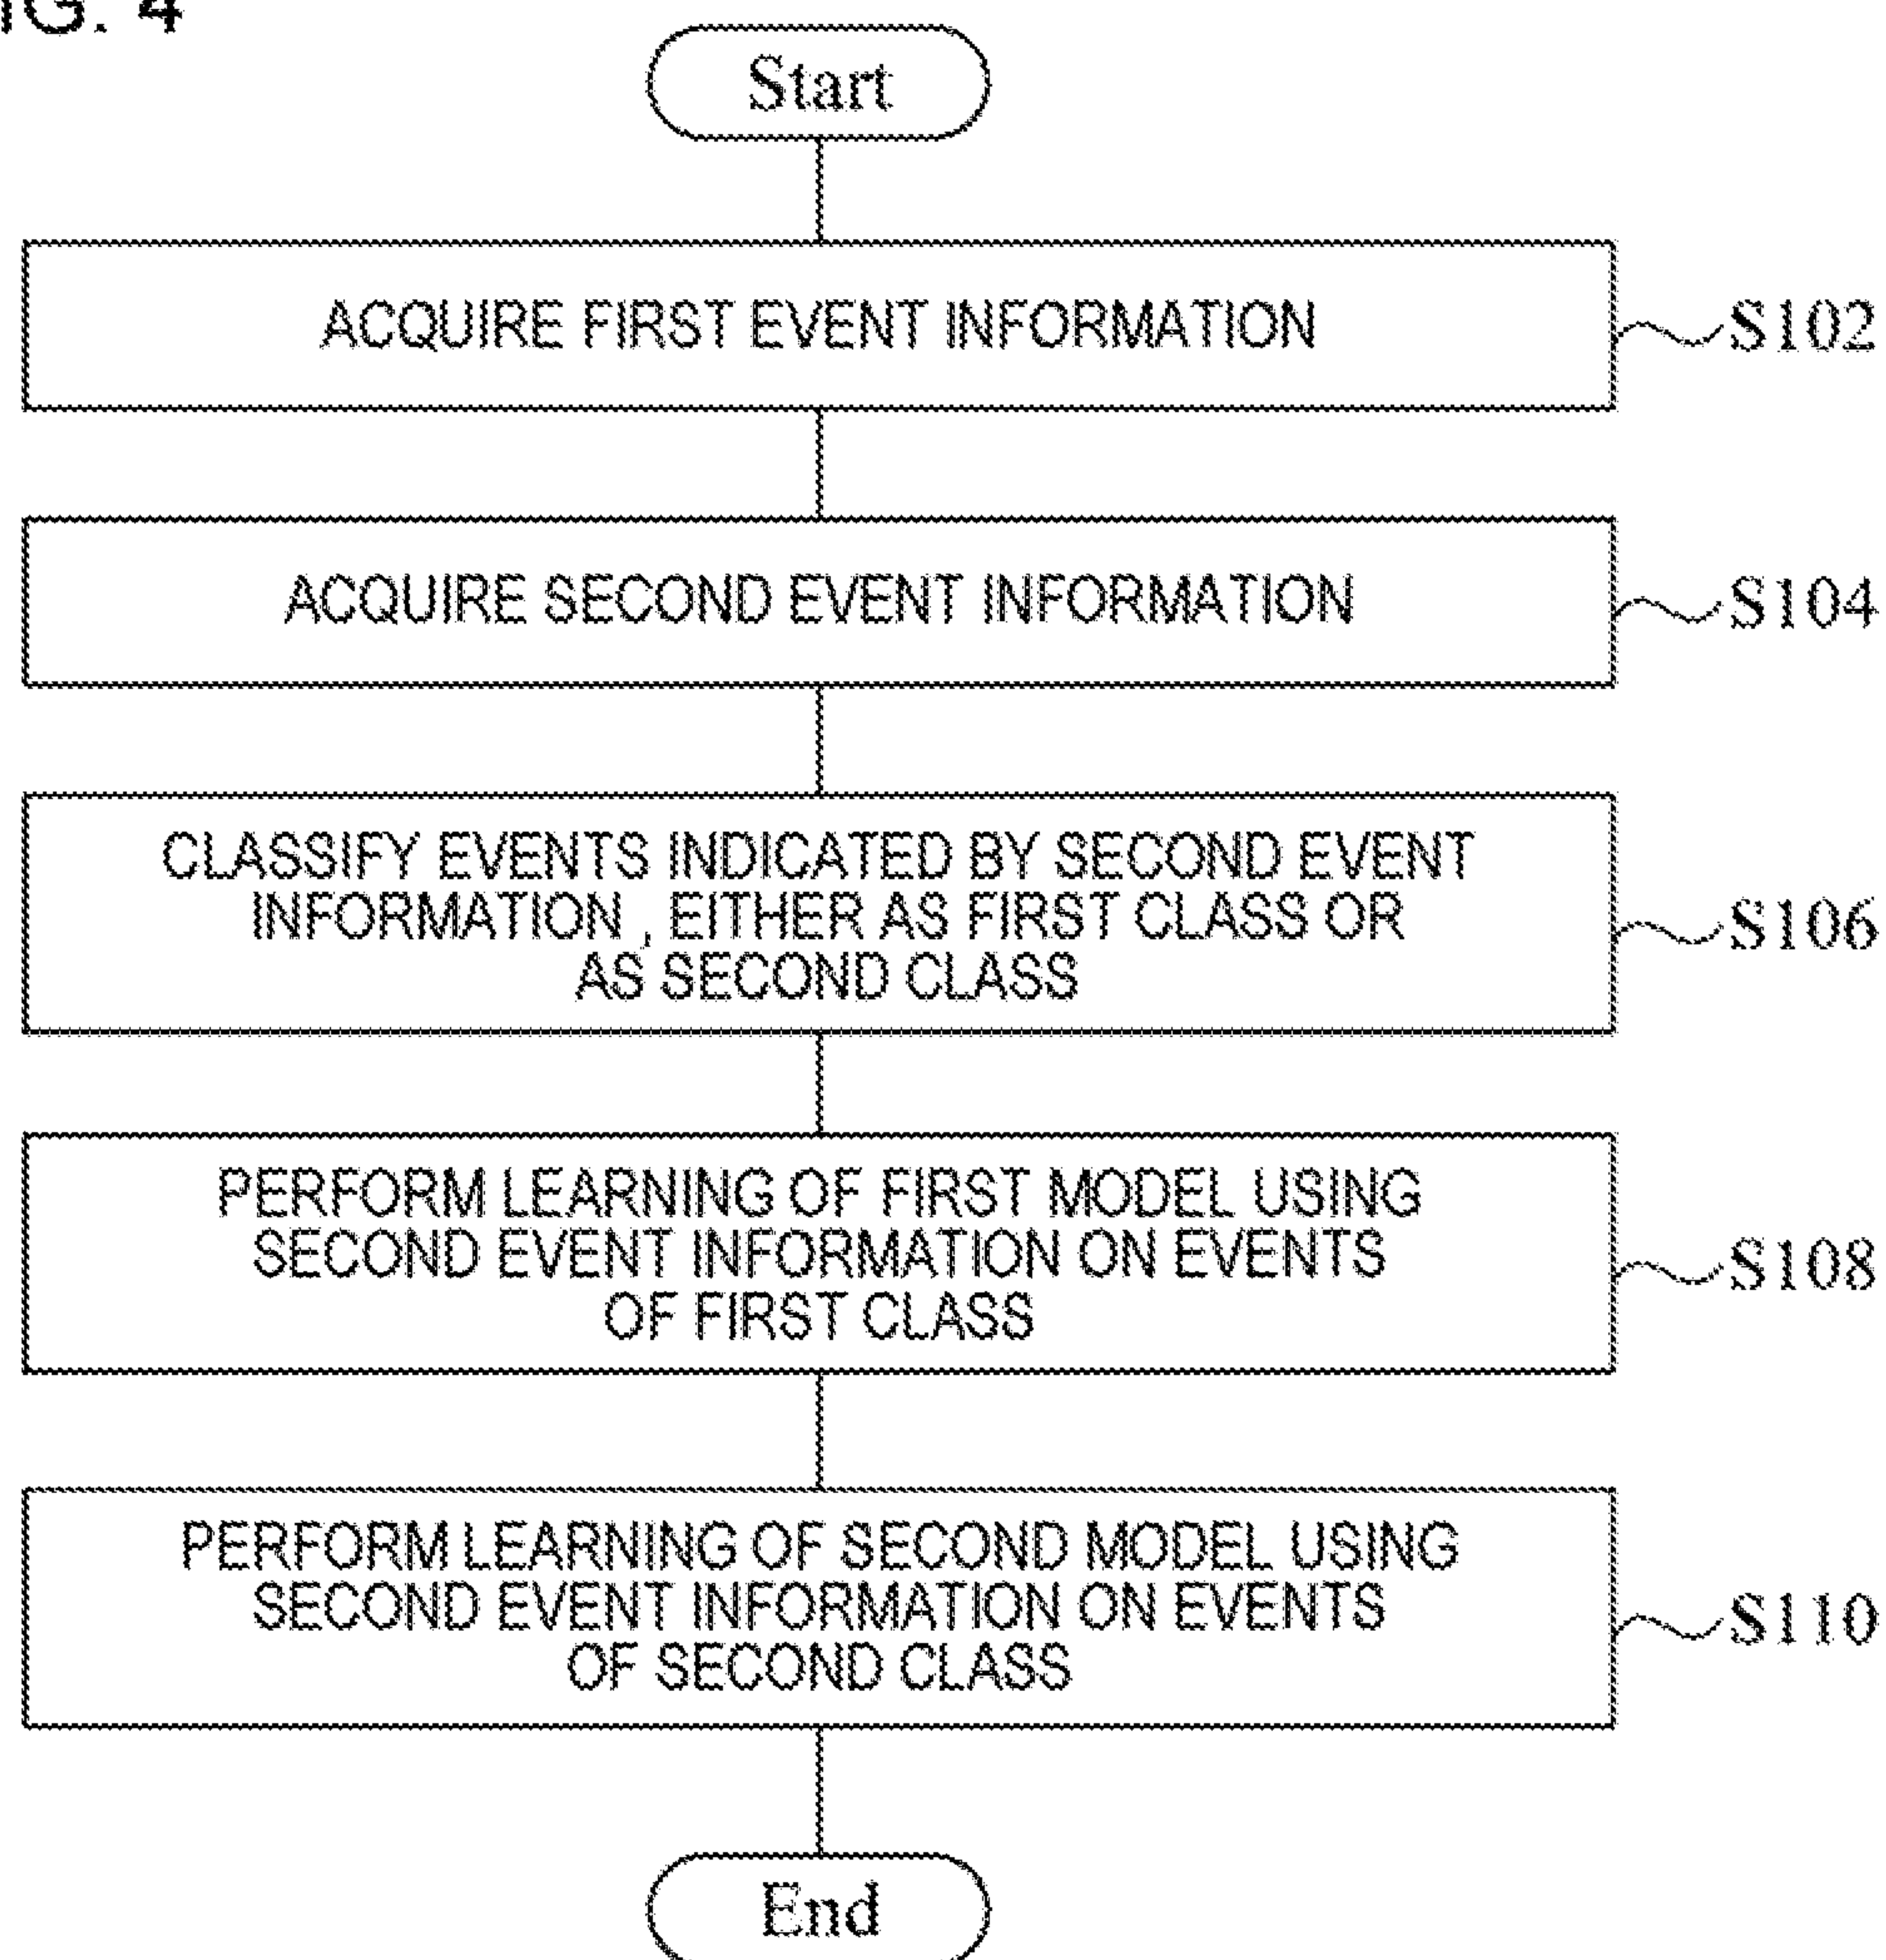 IG. 4
Start
ACQUIRE FIRST EVENT INFORMATION
S102
ACQUIRE SECOND EVENT INFORMATION
S104
CLASSIFY EVENTS INDICATED BY SECOND EVENT
INFORMATION , EITHER AS FIRST CLASS OR
AS SECOND CLASS
S106
PERFORM LEARNING OF FIRST MODEL USING
SECOND EVENT INFORMATION ON EVENTS
OF FIRST CLASS
S108
PERFORM LEARNING OF SECOND MODEL USING
SECOND EVENT INFORMATION ON EVENTS
OF SECOND CLASS
S110
End